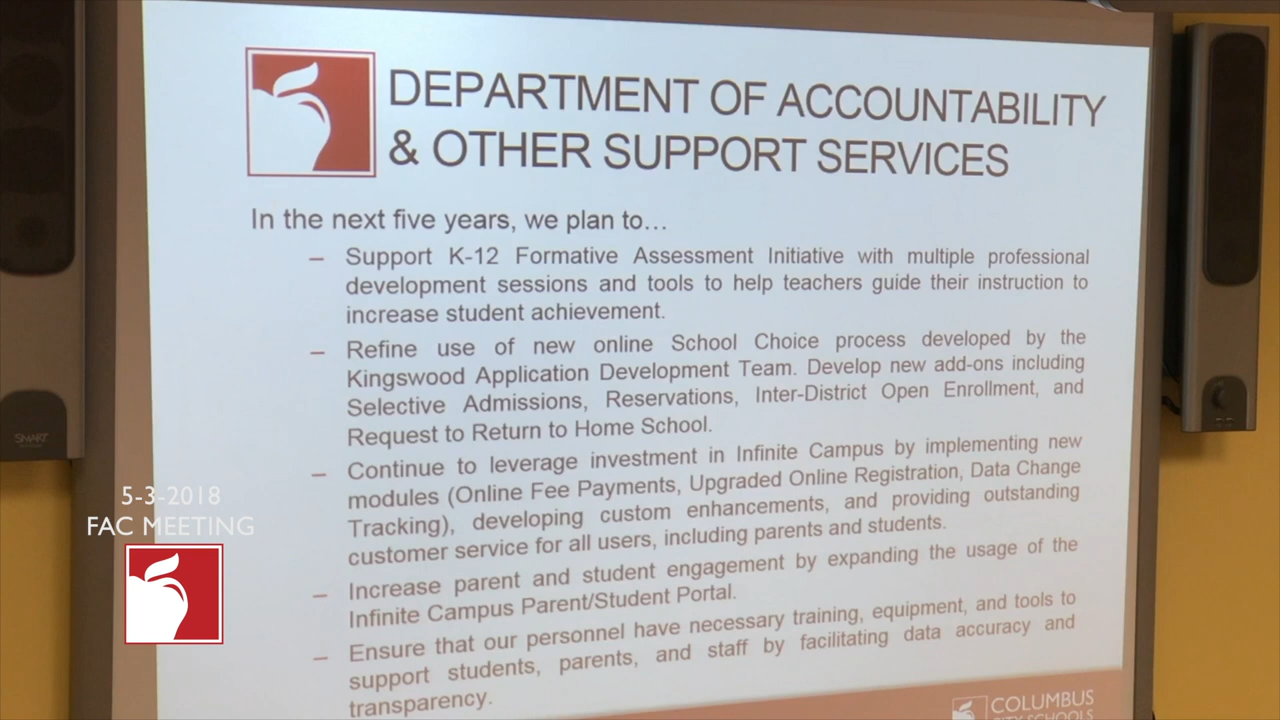 DEPARTMENT OF ACCOUNTABILITY
& OTHER SUPPORT SERVICES
In the next five years, we plan to...
– Support K-12 Formative Assessment Initiative with multiple professional
development sessions and tools to help teachers guide their instruction to
increase student achievement.
– Refine use of new online School Choice process developed by the
Kingswood Application Development Team. Develop new add-ons including
Selective Admissions, Reservations, Inter-District Open Enrollment, and
Request to Return to Home School.
– Continue to leverage investment in Infinite Campus by implementing new
modules (Online Fee Payments, Upgraded Online Registration, Data Change
Tracking), developing custom enhancements, and providing outstanding
customer service for all users, including parents and students.
– Increase parent and student engagement by expanding the usage of the
Infinite Campus Parent/Student Portal.
– Ensure that our personnel have necessary training, equipment, and tools to
support students, parents, and staff by facilitating data accuracy and
transparency.
COLUMBUS
CITY SCHOOLS
SMART
5-3-2018
FAC MEETING